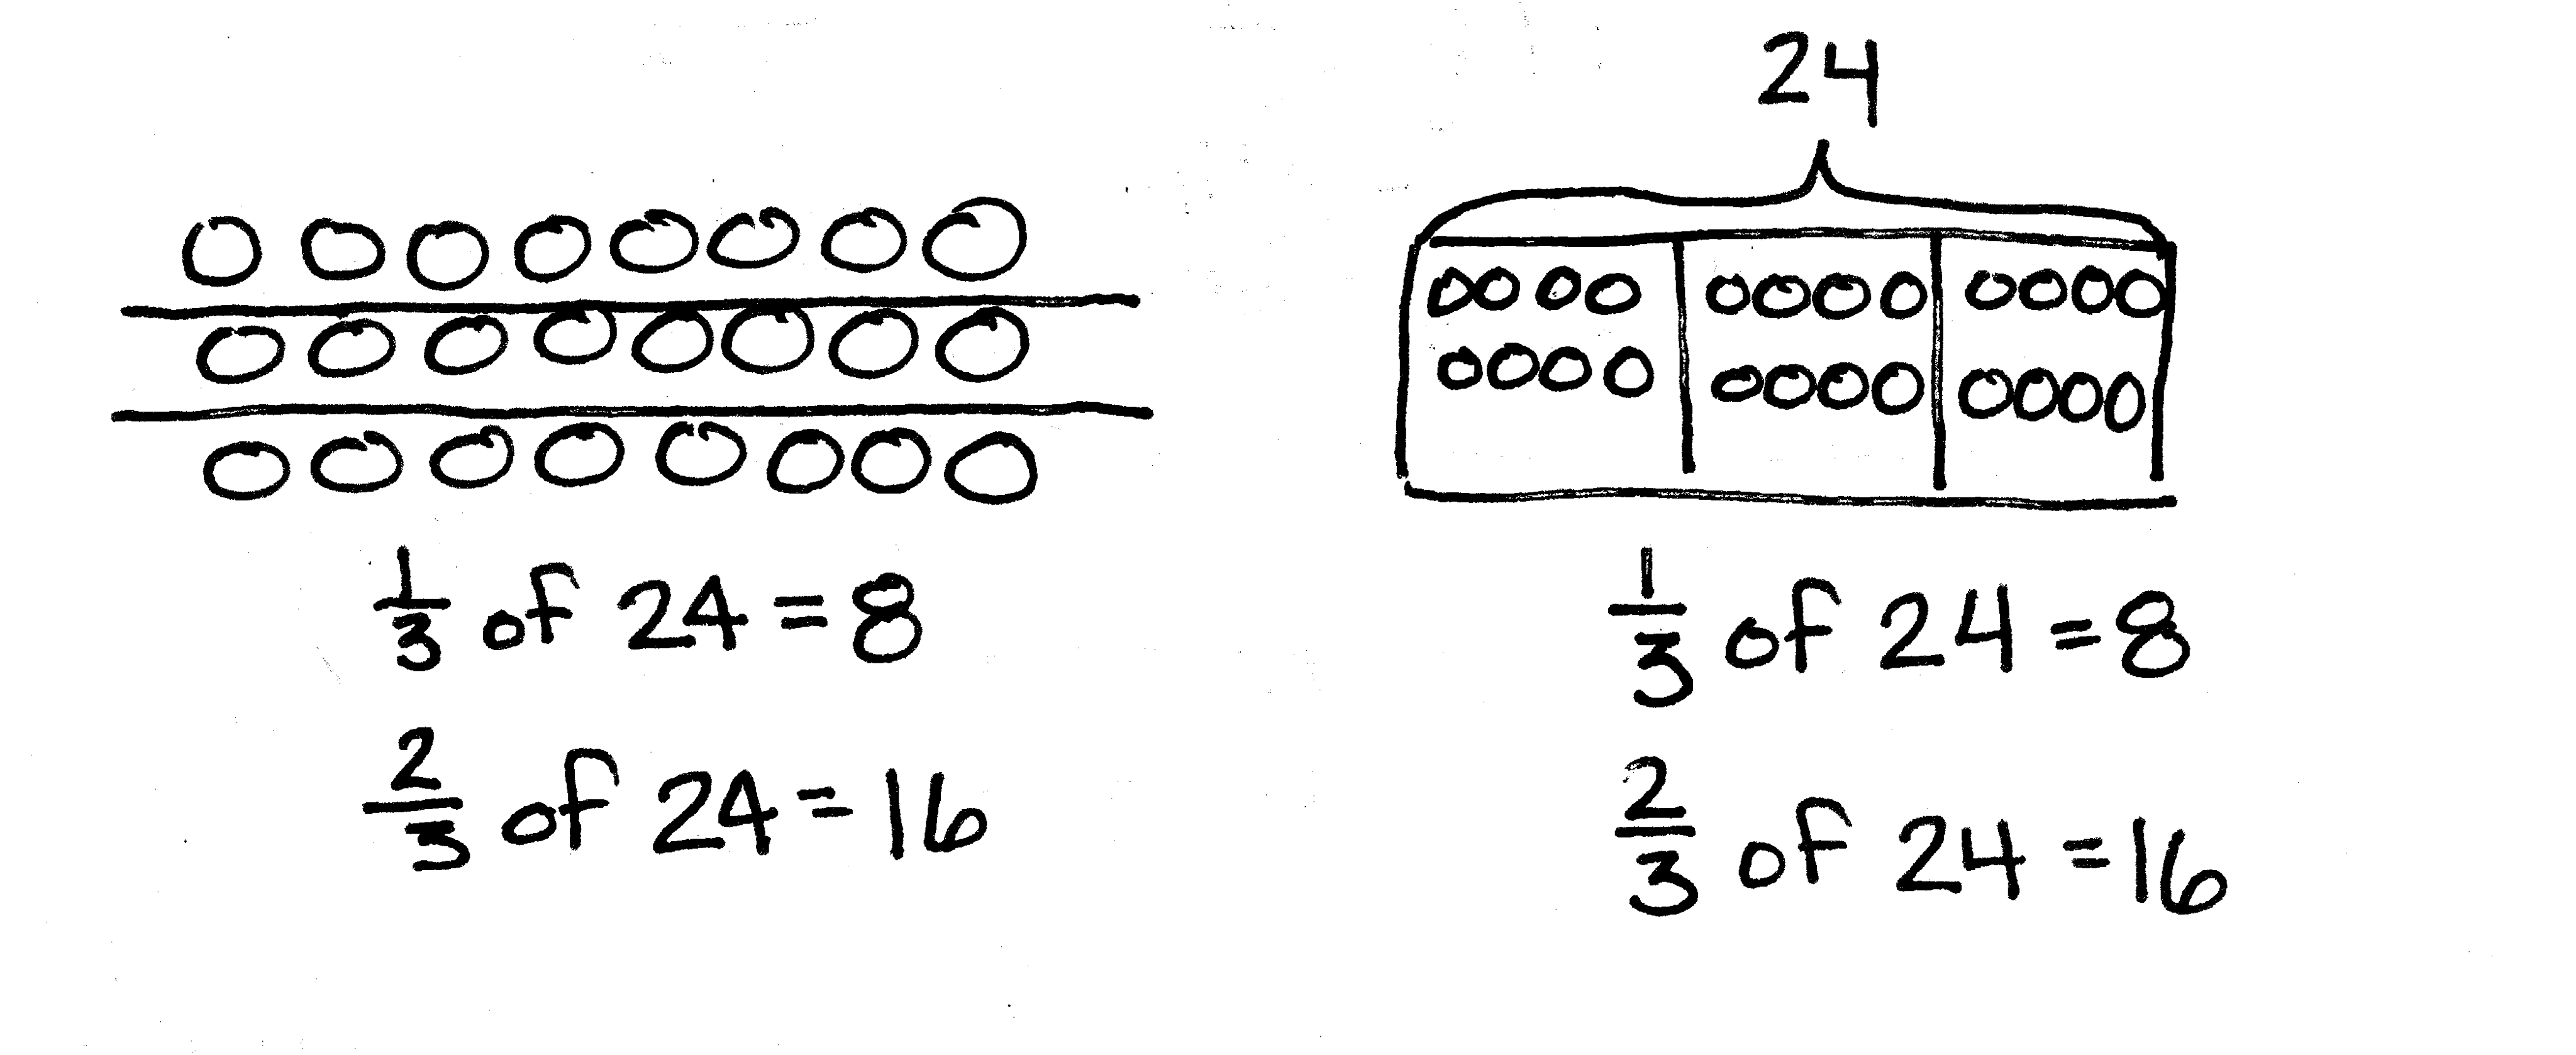 24
1/3 of 24 = 8
2/3 of 24 = 16
1/3 of 24 = 8
2/3 of 24 = 16